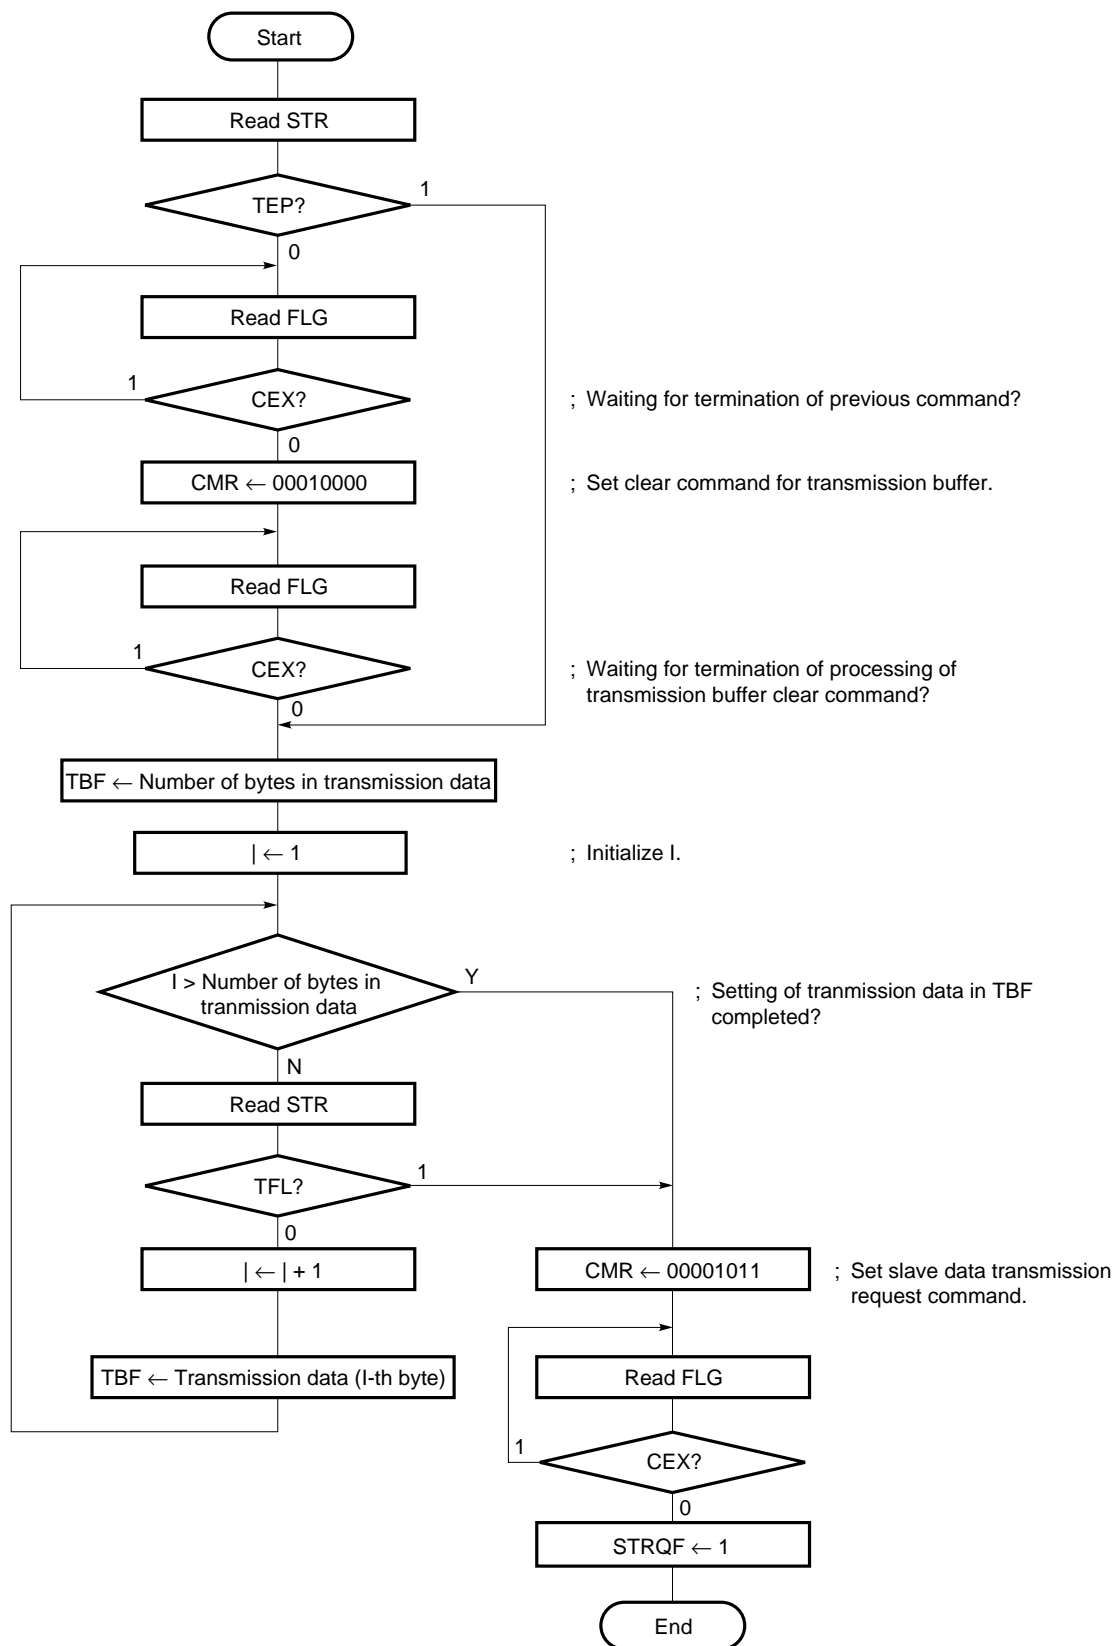 Start
Read STR
TEP?
1
0
Read FLG
1
CEX?
; Waiting for termination of previous command?
0
CMR ← 00010000
; Set clear command for transmission buffer.
Read FLG
1
CEX?
; Waiting for termination of processing of
transmission buffer clear command?
0
TBF ← Number of bytes in transmission data
| ← 1
; Initialize I.
I > Number of bytes in
tranmission data
Y
; Setting of tranmission data in TBF
completed?
N
Read STR
TFL?
1
0
| ← | + 1
CMR ← 00001011
; Set slave data transmission
request command.
TBF ← Transmission data (I-th byte)
Read FLG
1
CEX?
0
STRQF ← 1
End